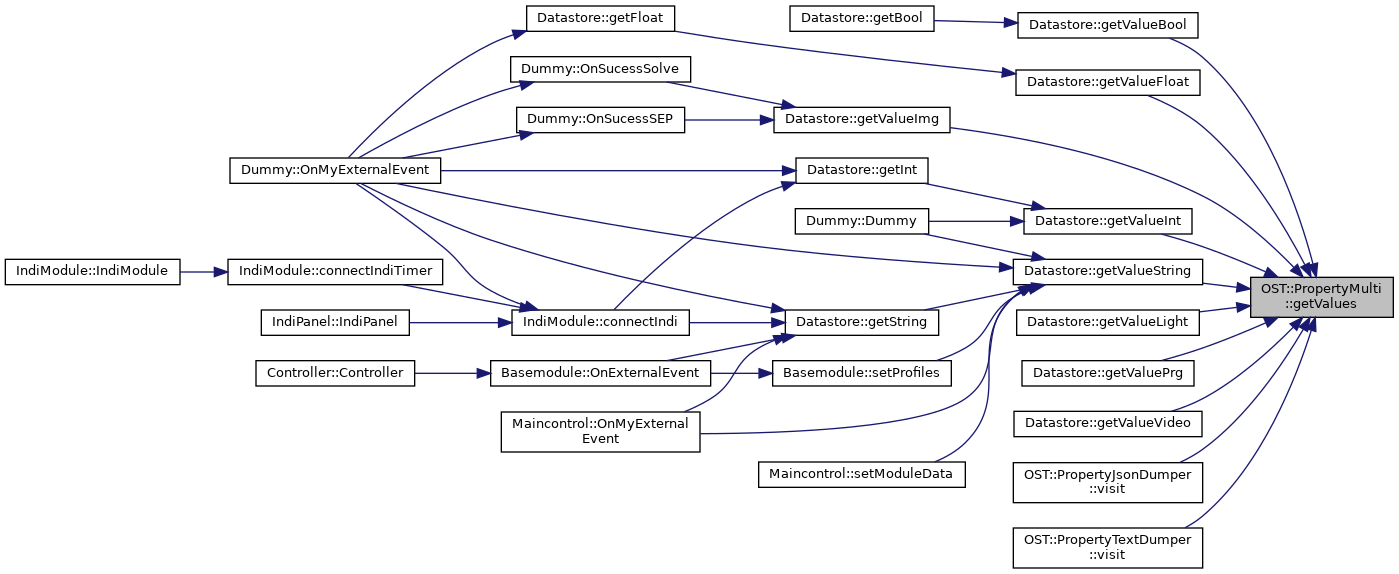 Datastore::getFloat
Datastore::getBool
Datastore::getValueBool
Dummy::OnSucessSolve
Datastore::getValueFloat
Dummy::OnSucessSEP
Datastore::getValueImg
Dummy::OnMyExternalEvent
Datastore::getInt
Dummy::Dummy
Datastore::getValueInt
IndiModule::IndiModule
IndiModule::connectIndiTimer
Datastore::getValueString
OST::PropertyMulti
::getValues
IndiPanel::IndiPanel
IndiModule::connectIndi
Datastore::getString
Datastore::getValueLight
Controller::Controller
Basemodule::OnExternalEvent
Basemodule::setProfiles
Datastore::getValuePrg
Maincontrol::OnMyExternal
Event
Datastore::getValueVideo
Maincontrol::setModuleData
OST::PropertyJsonDumper
::visit
OST::PropertyTextDumper
::visit